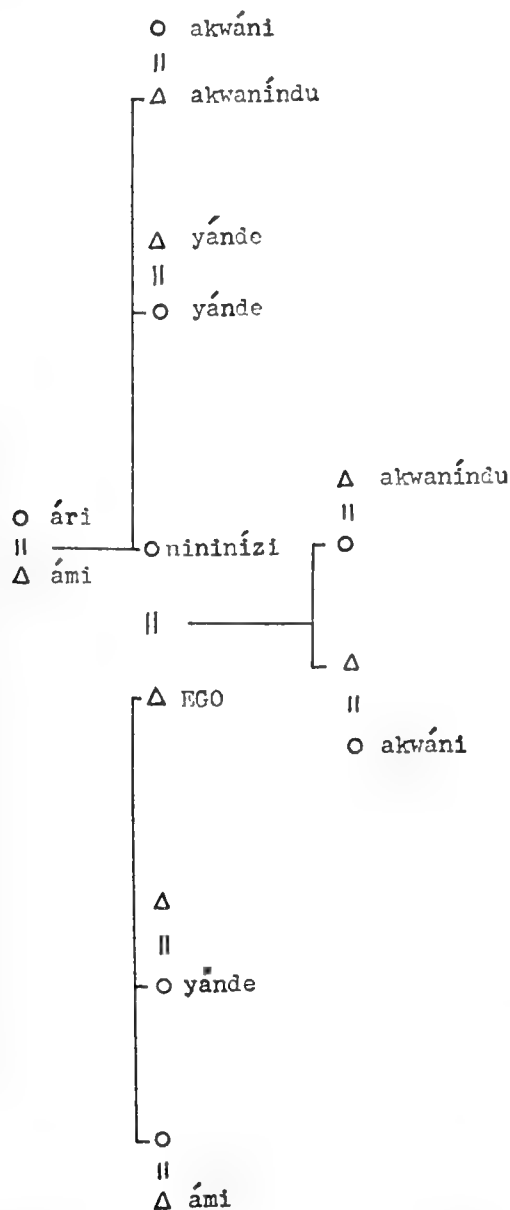 akwáni
akwaníndu
yánde
yánde
akwaníndu
ári
ámi
nininízi
akwáni
EGO
yánde
ámi